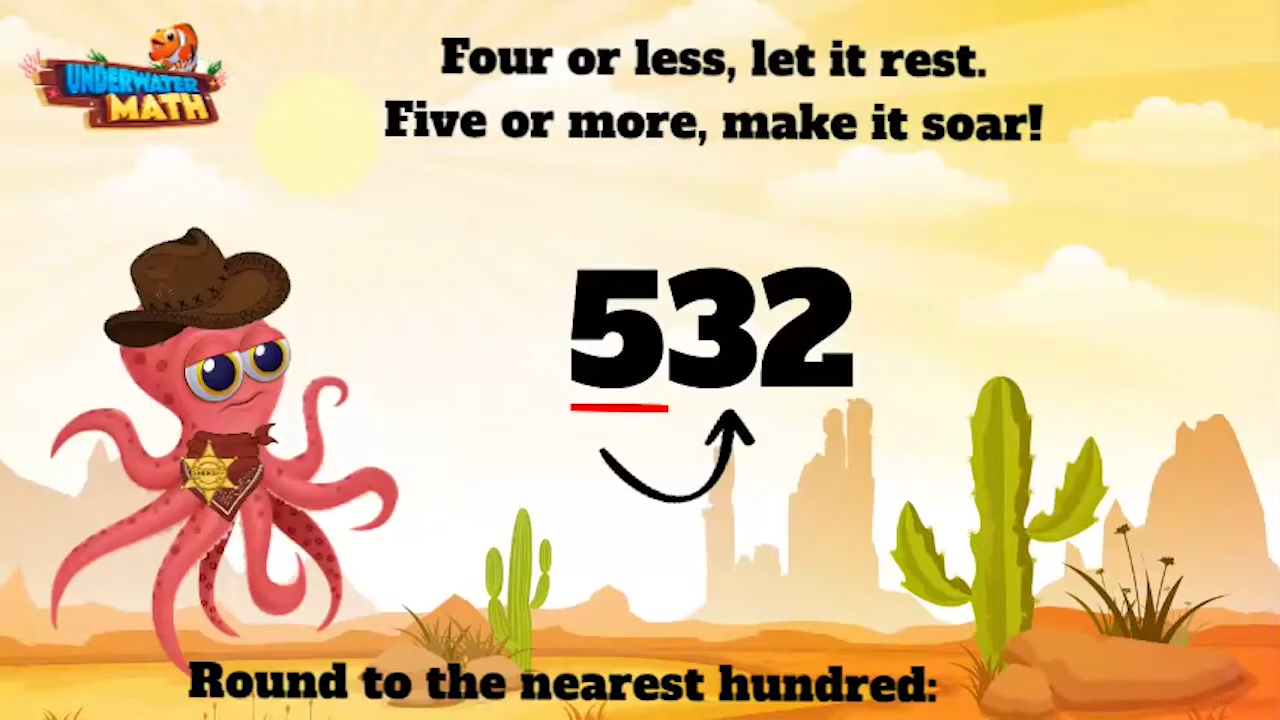 UNDERWATER
MATH
Four or less, let it rest.
Five or more, make it soar!
532
SHERIFF
Round to the nearest hundred: